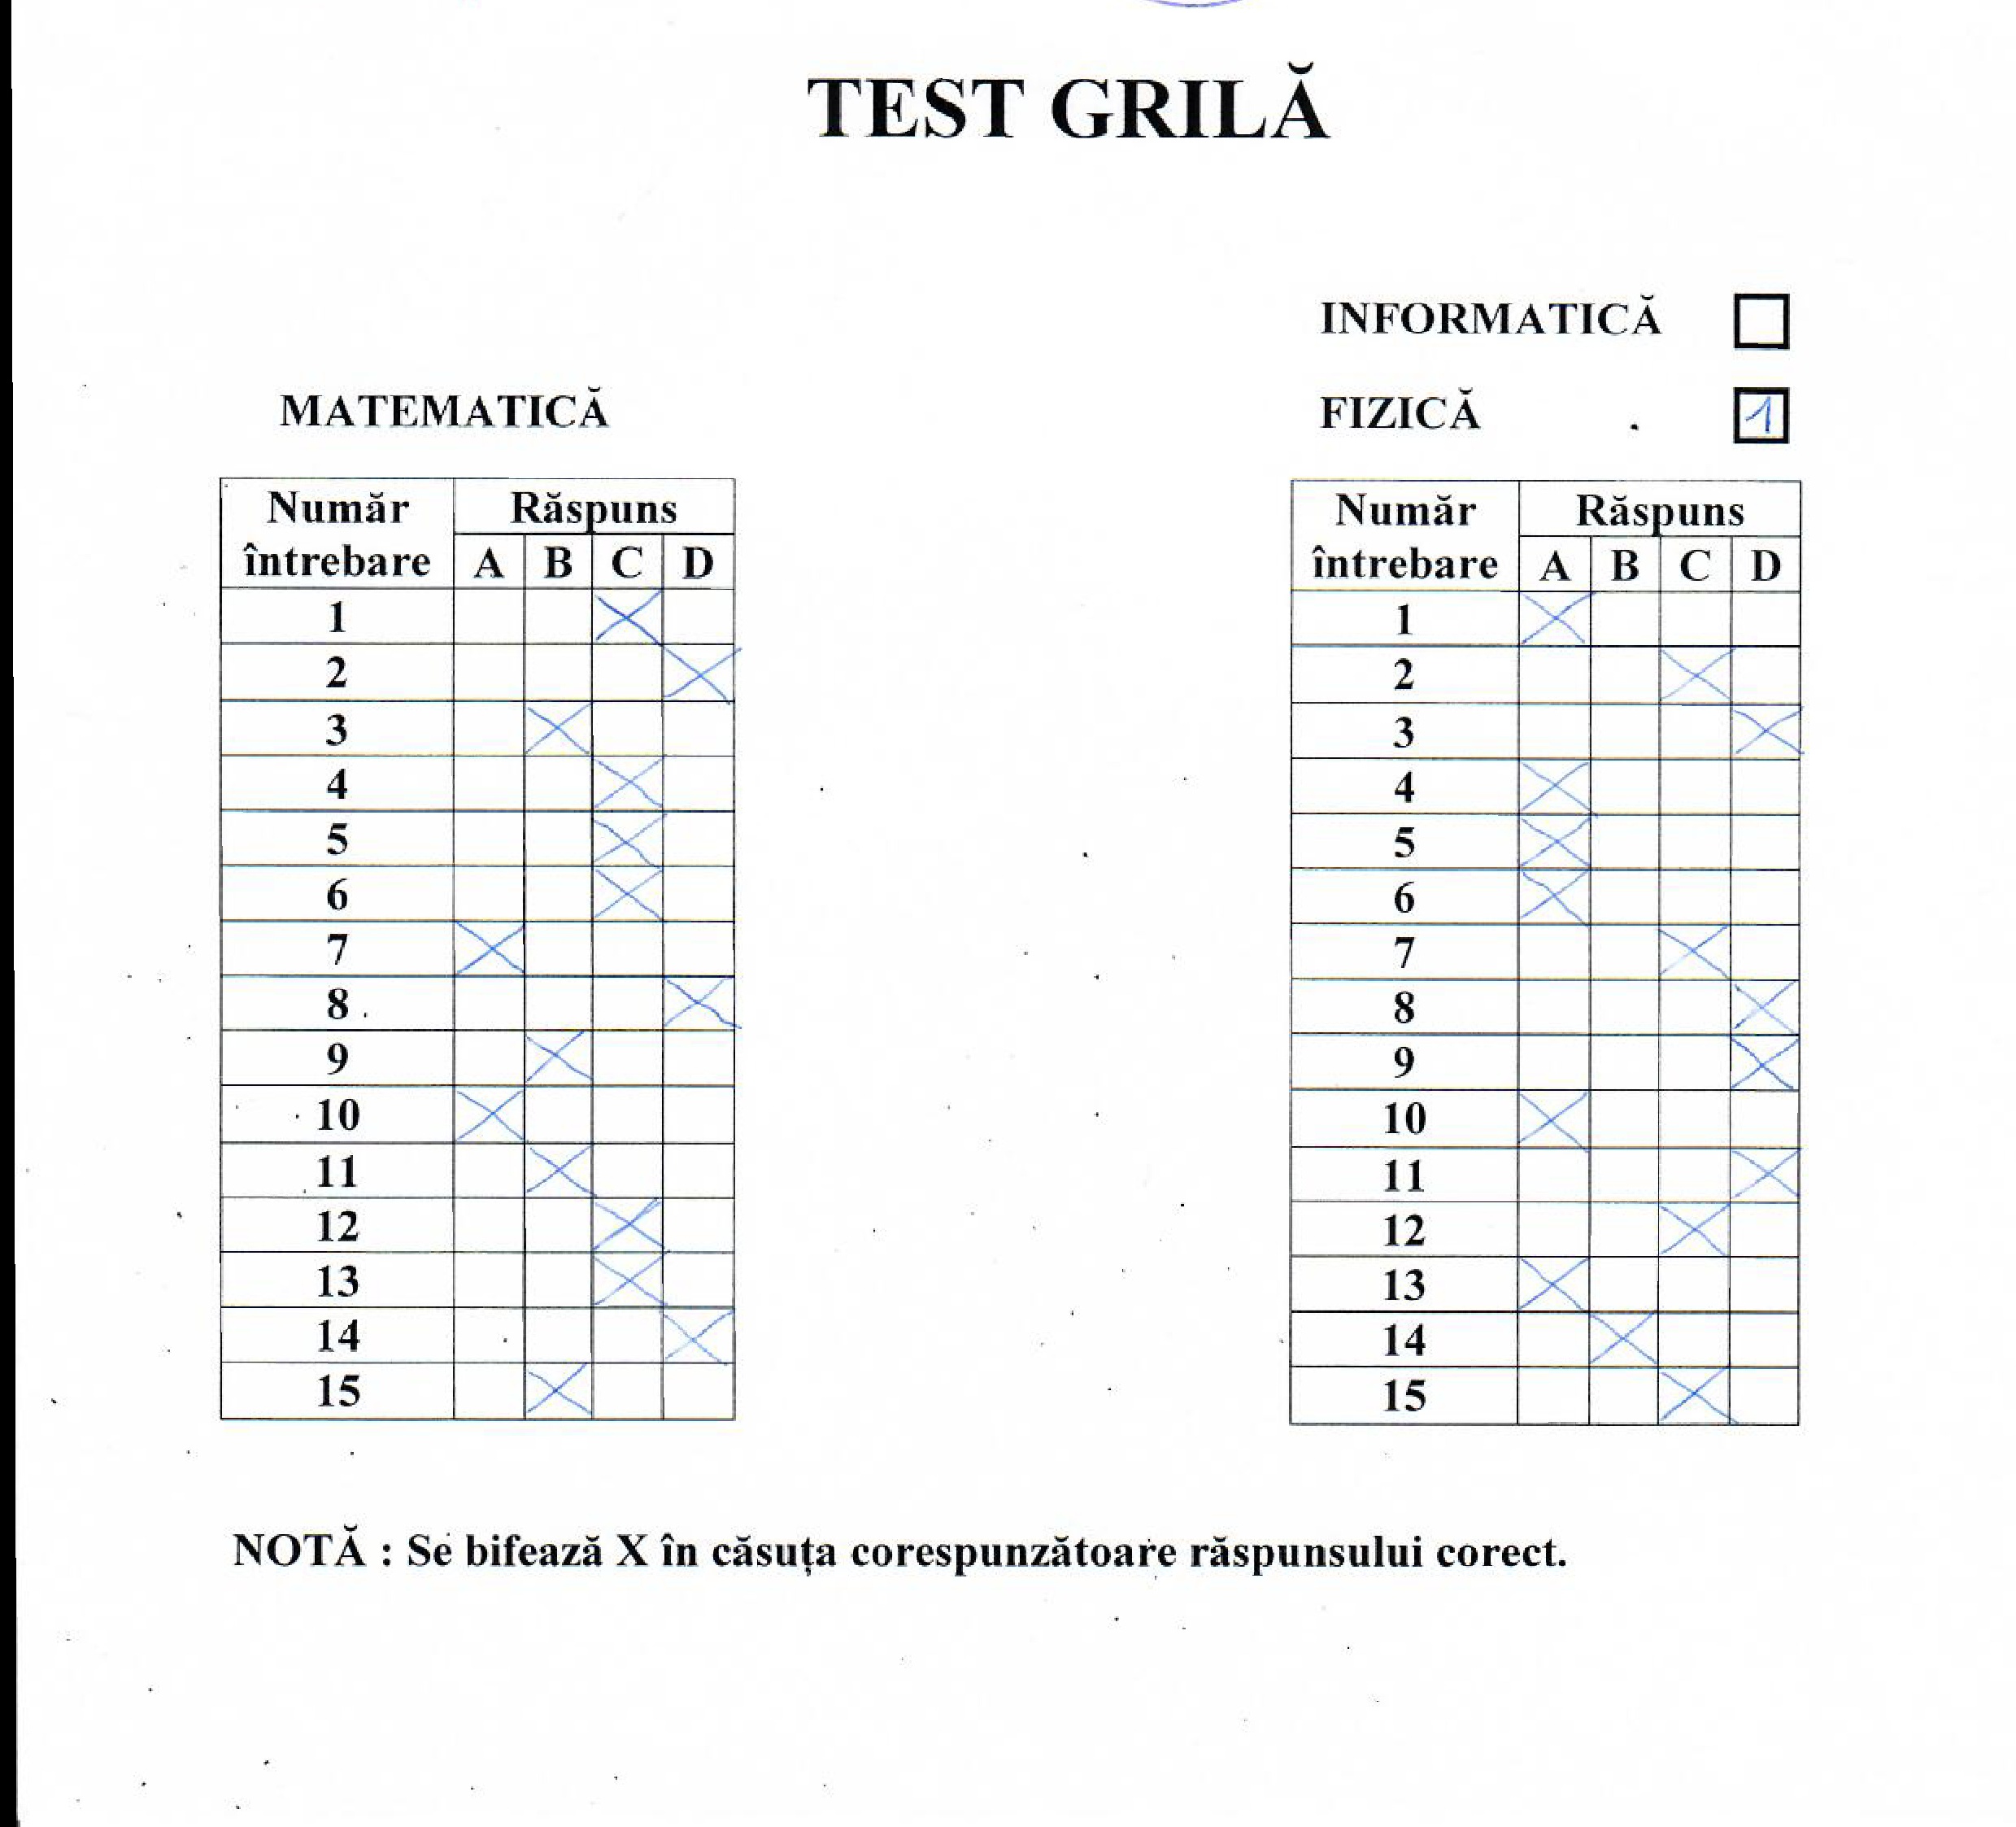 TEST GRILĂ
INFORMATICĂ
MATEMATICĂ
FIZICĂ 1
Număr întrebare Răspuns
A B C D
1 X
2 X
3 X
4 X
5 X
6 X
7 X
8 X
9 X
10 X
11 X
12 X
13 X
14 X
15 X
Număr întrebare Răspuns
A B C D
1 X
2 X
3 X
4 X
5 X
6 X
7 X
8 X
9 X
10 X
11 X
12 X
13 X
14 X
15 X
NOTĂ : Se bifează X în căsuța corespunzătoare răspunsului corect.